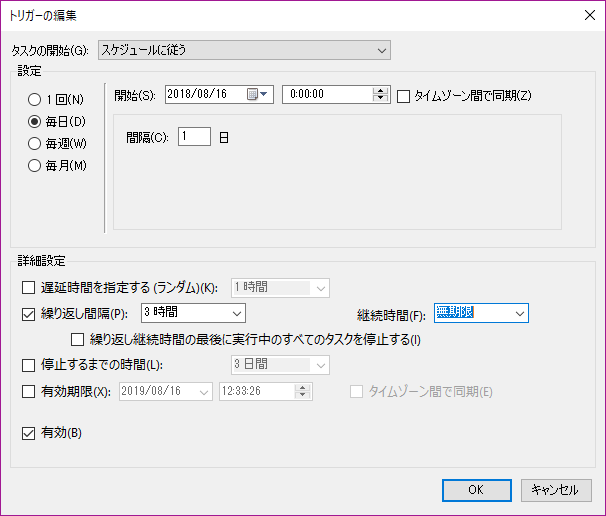 トリガーの編集
タスクの開始(G): スケジュールに従う
設定
1 回(N)
毎日(D)
毎週(W)
毎月(M)
開始(S): 2018/08/16 0:00:00 タイムゾーン間で同期(Z)
間隔(C): 1 日
詳細設定
遅延時間を指定する (ランダム)(K): 1 時間
繰り返し間隔(P): 3 時間 継続時間(F): 無期限
繰り返し継続時間の最後に実行中のすべてのタスクを停止する(I)
停止するまでの時間(L): 3 日間
有効期限(X): 2019/08/16 12:33:26 タイムゾーン間で同期(E)
有効(B)
OK キャンセル